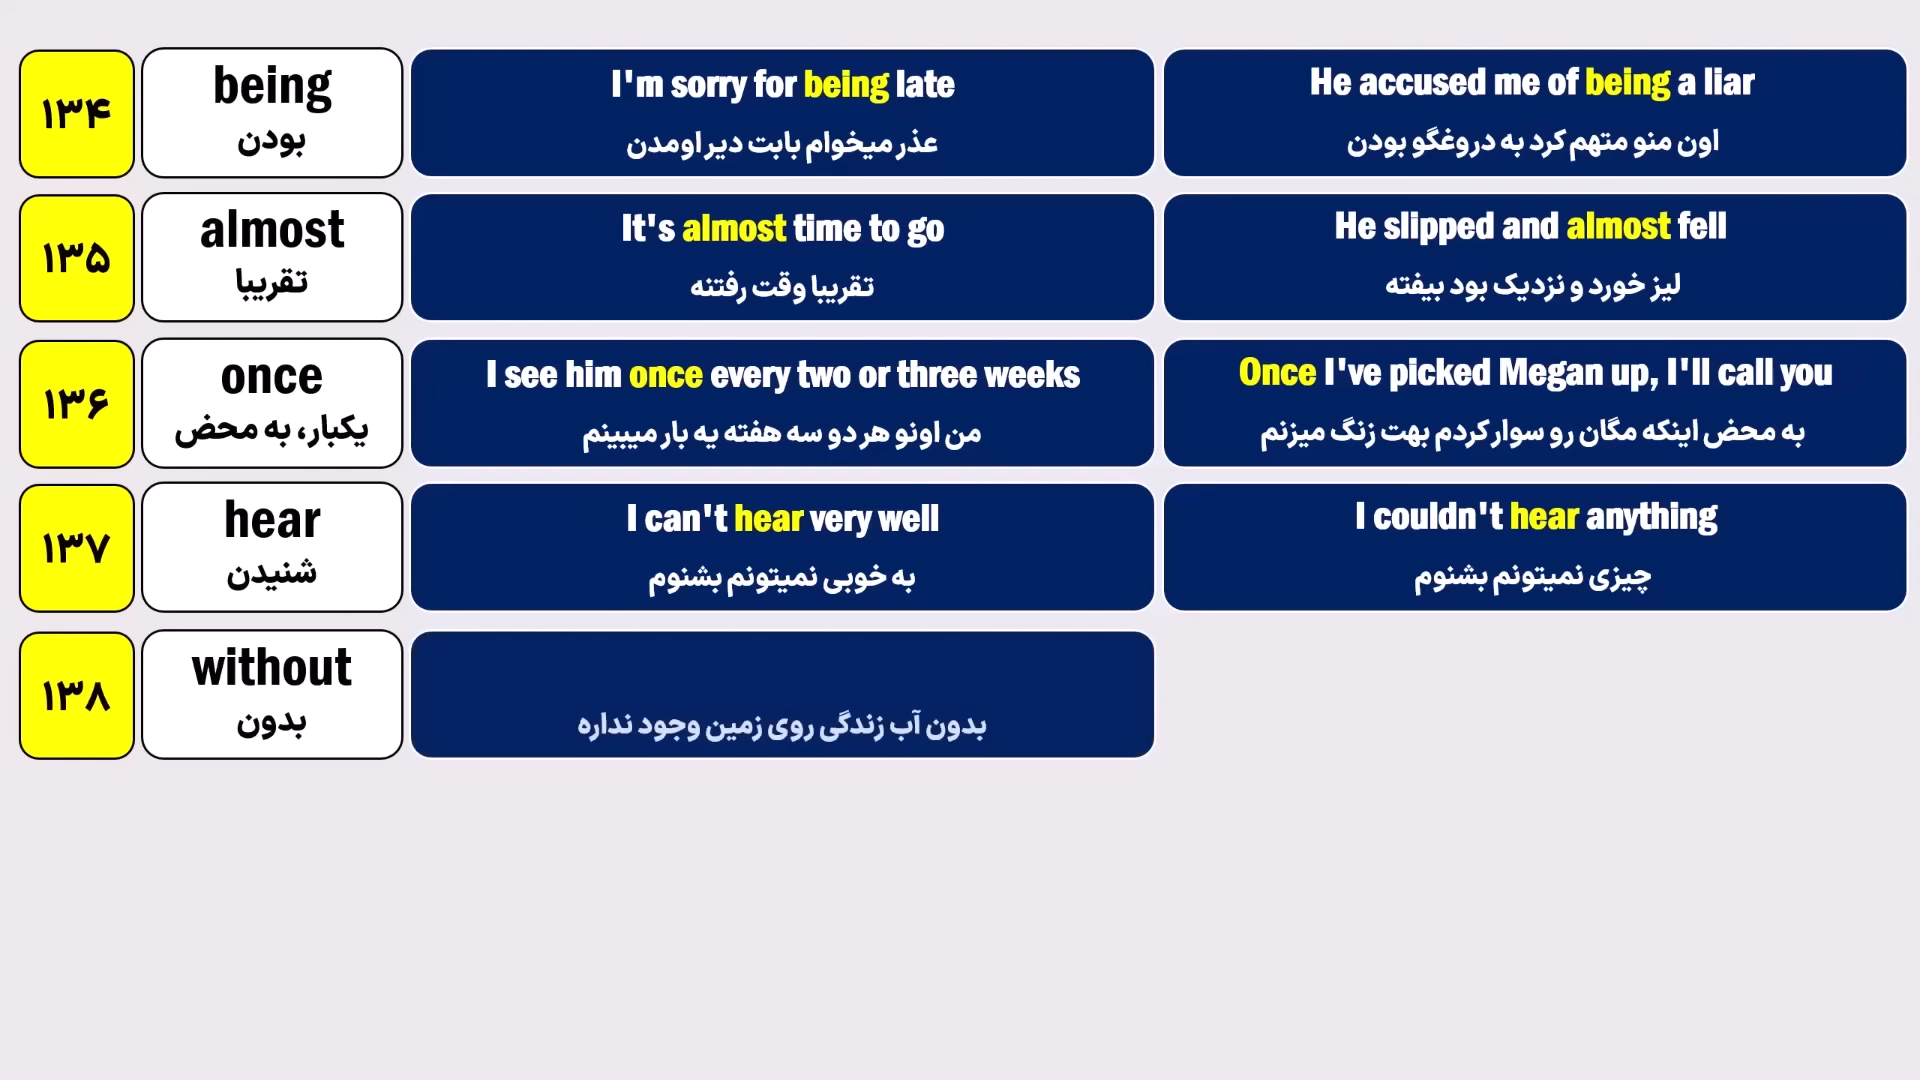 ۱۳۴
being
بودن
I'm sorry for being late
عذر میخوام بابت دیر اومدن
He accused me of being a liar
اون منو متهم کرد به دروغگو بودن
۱۳۵
almost
تقریبا
It's almost time to go
تقریبا وقت رفتنه
He slipped and almost fell
لیز خورد و نزدیک بود بیفته
۱۳۶
once
یکبار، به محض
I see him once every two or three weeks
من اونو هر دو سه هفته یه بار میبینم
Once I've picked Megan up, I'll call you
به محض اینکه مگان رو سوار کردم بهت زنگ میزنم
۱۳۷
hear
شنیدن
I can't hear very well
به خوبی نمیتونم بشنوم
I couldn't hear anything
چیزی نمیتونم بشنوم
۱۳۸
without
بدون
بدون آب زندگی روی زمین وجود نداره